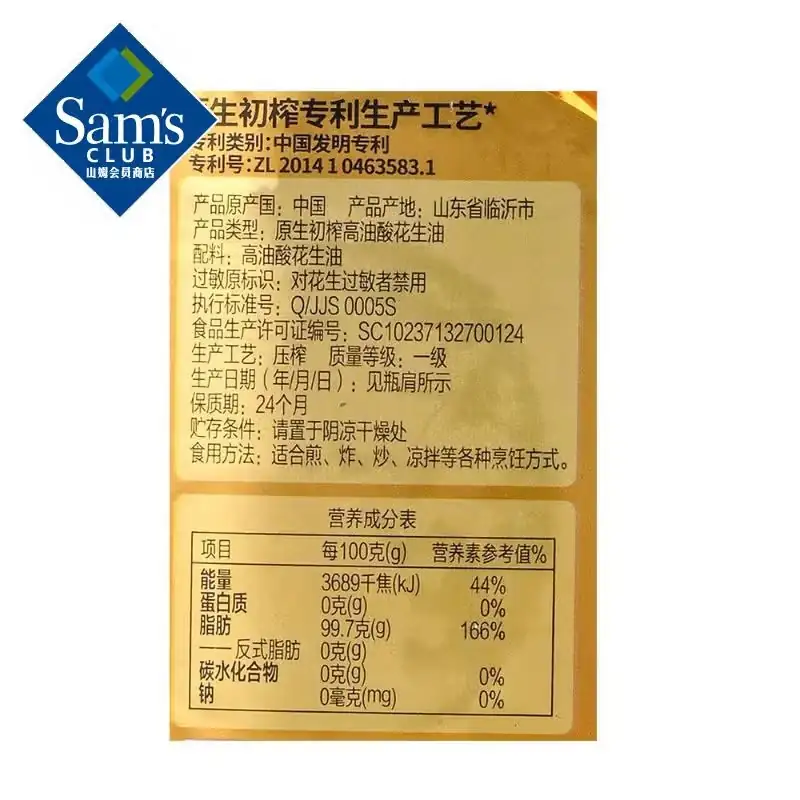 Sam's
CLUB
山姆会员商店
原生初榨专利生产工艺*
专利类别:中国发明专利
专利号:ZL 2014 1 0463583.1
产品原产国：中国 产品产地：山东省临沂市
产品类型：原生初榨高油酸花生油
配料：高油酸花生油
过敏原标识：对花生过敏者禁用
执行标准号：Q/JJS 0005S
食品生产许可证编号：SC10237132700124
生产工艺：压榨 质量等级：一级
生产日期（年/月/日）：见瓶肩所示
保质期：24个月
贮存条件：请置于阴凉干燥处
食用方法：适合煎、炸、炒、凉拌等各种烹饪方式。
营养成分表
项目 每100克(g) 营养素参考值%
能量 3689千焦(kJ) 44%
蛋白质 0克(g) 0%
脂肪 99.7克(g) 166%
——反式脂肪 0克(g)
碳水化合物 0克(g) 0%
钠 0毫克(mg) 0%